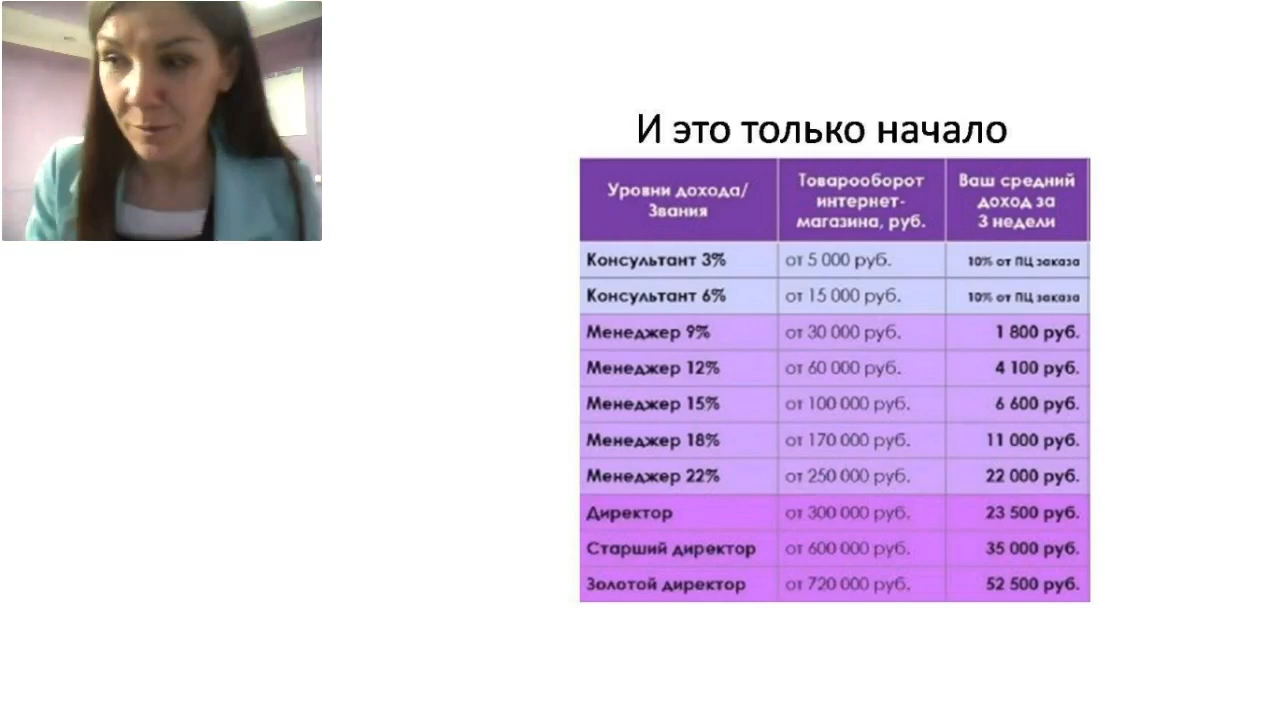 И это только начало
Уровни дохода/
Звания
Товарооборот
интернет-
магазина, руб.
Ваш средний
доход за
3 недели
Консультант 3% от 5 000 руб. 10% от ПЦ заказа
Консультант 6% от 15 000 руб. 10% от ПЦ заказа
Менеджер 9% от 30 000 руб. 1 800 руб.
Менеджер 12% от 60 000 руб. 4 100 руб.
Менеджер 15% от 100 000 руб. 6 600 руб.
Менеджер 18% от 170 000 руб. 11 000 руб.
Менеджер 22% от 250 000 руб. 22 000 руб.
Директор от 300 000 руб. 23 500 руб.
Старший директор от 600 000 руб. 35 000 руб.
Золотой директор от 720 000 руб. 52 500 руб.